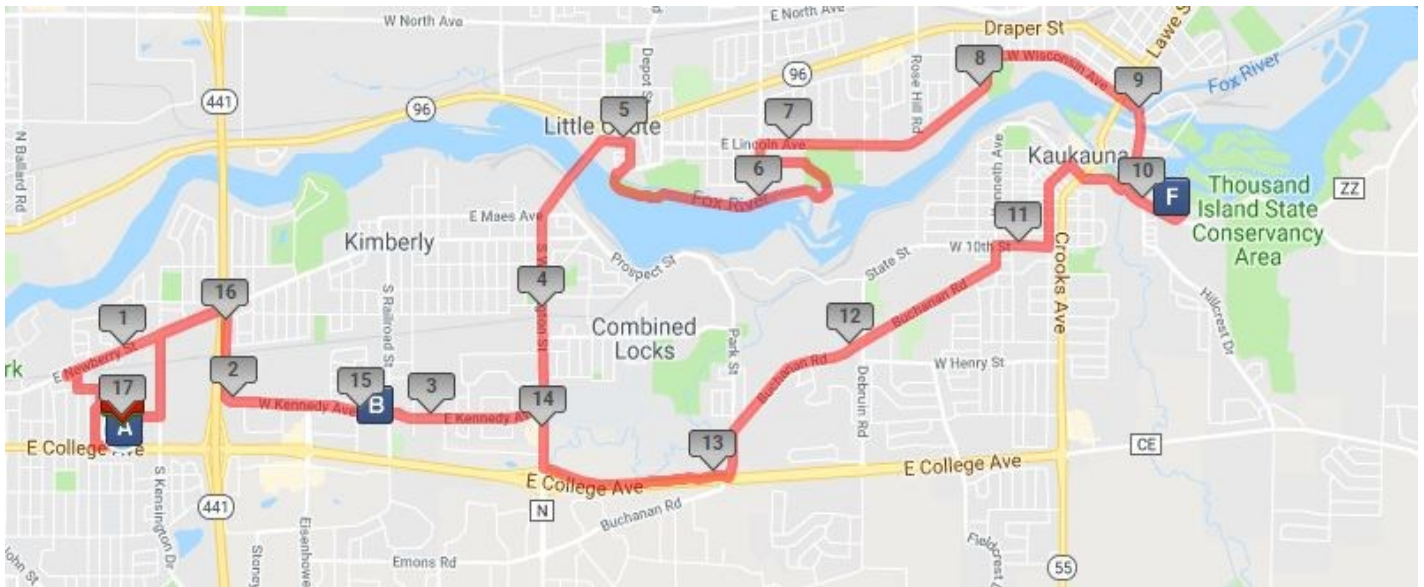 W North Ave
E North Ave
Draper St
Lawe S
8
W Wisconsin Ave
9
Fox River
441
96
Depot St
96
Rose Hill Rd
N Ballard Rd
5
7
Little
E Lincoln Ave
6
Fox River
Kaukauna
10
F
Thousand
Island State
Conservancy
Area
ZZ
E Maes Ave
Kimberly
Prospect St
State St
11
W 10th St
Crooks Ave
Hillcrest Dr
16
1
4
S Railroad St
Combined
Locks
Park St
12
Buchanan Rd
Buchanan Rd
W Henry St
Debruin Rd
rk
E Newberry St
2
15
B
3
14
W Kennedy Ave
E Kennedy A
17
A
E College Ave
13
E College Ave
E College Ave
CE
S Kensington Dr
441
N
Buchanan Rd
Emons Rd
55